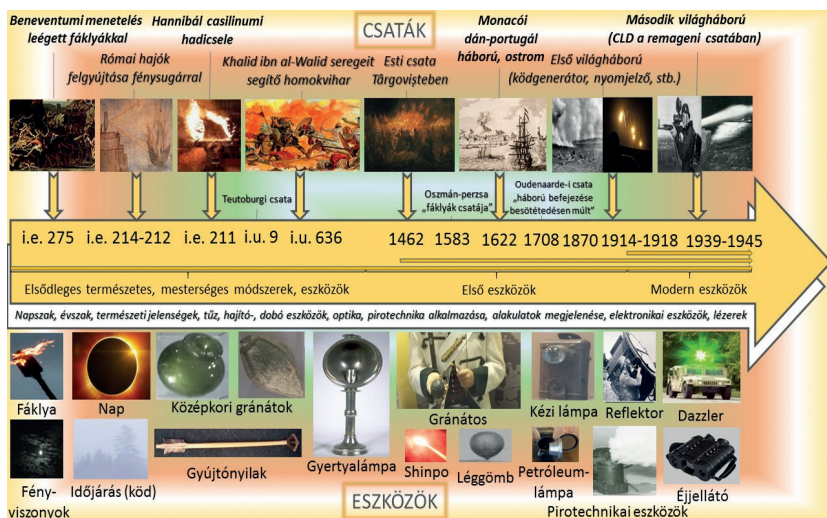 CSATÁK
Beneventumi menetelés
leégett fáklyákkal
Római hajók
felgyújtása fénysugárral
Hannibál casilinumi
hadicsele
Khalid ibn al-Walid seregeit
segítő homokvihar
Esti csata
Târgovișteben
Monacói
dán-portugál
háború, ostrom
Első világháború
(ködgenerátor, nyomjelző, stb.)
Második világháború
(CLD a remageni csatában)
Teutoburgi csata
Oszmán-perzsa
„fáklyák csatája"
Oudenaarde-i csata
"háború befejezése
besötétedésen múlt"
i.e. 275
i.e. 214-212
i.e. 211
i.u. 9
i.u. 636
1462
1583
1622
1708
1870
1914-1918
1939-1945
Elsődleges természetes, mesterséges módszerek, eszközök
Első eszközök
Modern eszközök
Napszak, évszak, természeti jelenségek, tűz, hajító-, dobó eszközök, optika, pirotechnika alkalmazása, alakulatok megjelenése, elektronikai eszközök, lézerek
Fáklya
Nap
Középkori gránátok
Gránátos
Kézi lámpa
Reflektor
Dazzler
Fény-
viszonyok
Időjárás (köd)
Gyújtónyilak
Gyertyalámpa
Shinpo
Léggömb
Petróleum-
lámpa
Pirotechnikai eszközök
Éjjellátó
ESZKÖZÖK